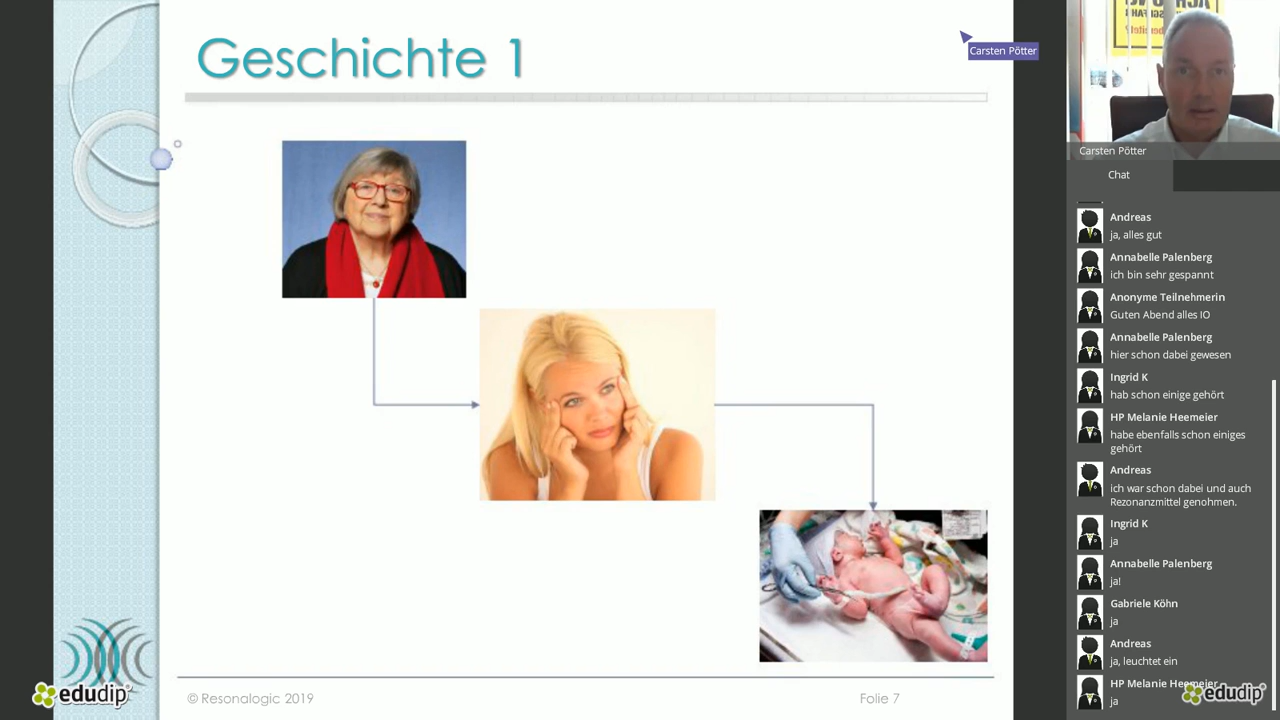 Geschichte 1
Carsten Pötter
Carsten Pötter
Chat
Andreas
ja, alles gut
Annabelle Palenberg
ich bin sehr gespannt
Anonyme Teilnehmerin
Guten Abend alles IO
Annabelle Palenberg
hier schon dabei gewesen
Ingrid K
hab schon einige gehört
HP Melanie Heemeier
habe ebenfalls schon einiges
gehört
Andreas
ich war schon dabei und auch
Rezonanzmittel genohmen.
Ingrid K
ja
Annabelle Palenberg
ja!
Gabriele Köhn
ja
Andreas
ja, leuchtet ein
HP Melanie Heemeier
ja
edudip
edudip
© Resonalogic 2019
Folie 7